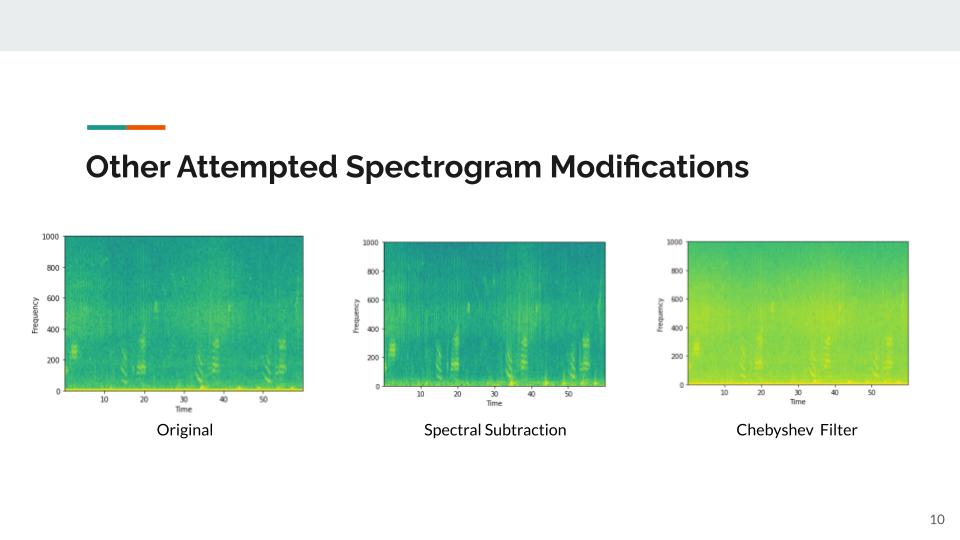 Other Attempted Spectrogram Modifications
1000
800
600
400
200
0
Frequency
10 20 30 40 50
Time
Original
1000
800
600
400
200
0
Frequency
10 20 30 40 50
Time
Spectral Subtraction
1000
800
600
400
200
0
Frequency
10 20 30 40 50
Time
Chebyshev Filter
10